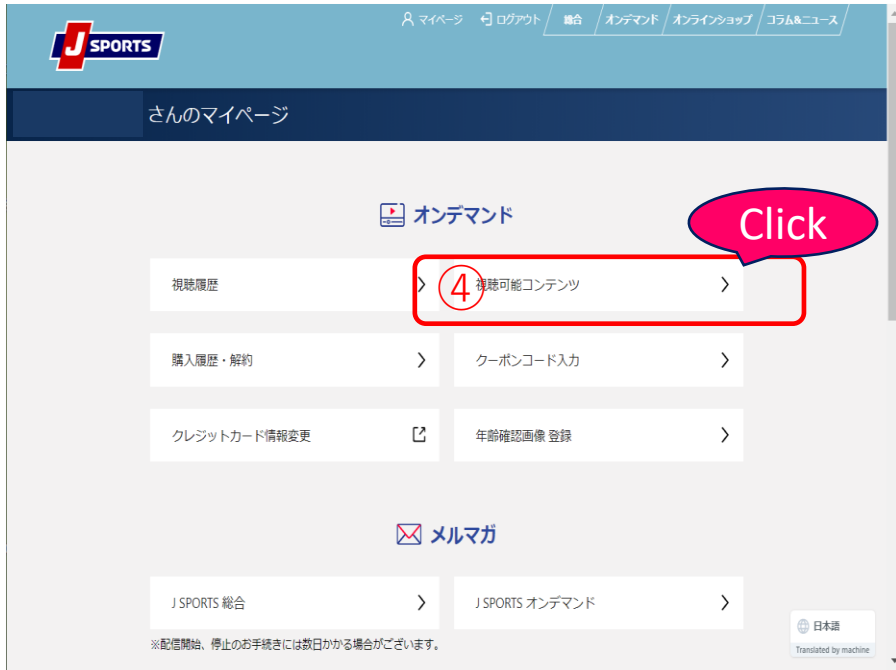 J SPORTS
マイページ ログアウト 総合 オンデマンド オンラインショップ コラム&ニュース
さんのマイページ
オンデマンド
Click
視聴履歴
④ 視聴可能コンテンツ
購入履歴・解約
クーポンコード入力
クレジットカード情報変更
年齢確認画像 登録
メルマガ
J SPORTS 総合
J SPORTS オンデマンド
※配信開始、停止のお手続きには数日かかる場合がございます。
日本語
Translated by machine